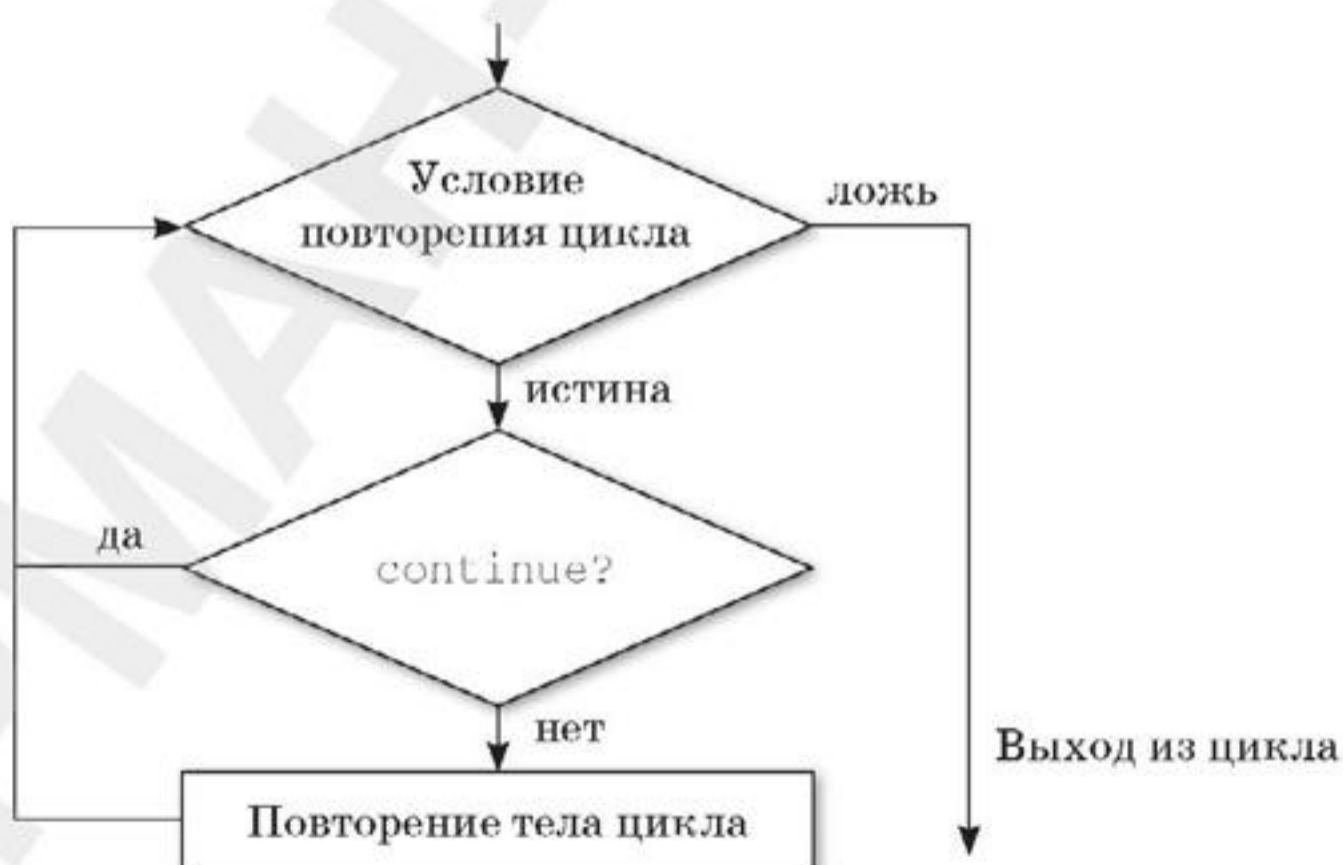 Условие
повторения цикла
ложь
истина
continue?
да
нет
Выход из цикла
Повторение тела цикла